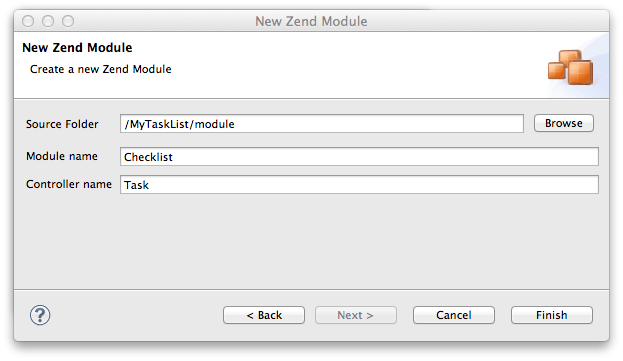 New Zend Module
New Zend Module
Create a new Zend Module
Source Folder /MyTaskList/module Browse
Module name Checklist
Controller name Task
? < Back Next > Cancel Finish